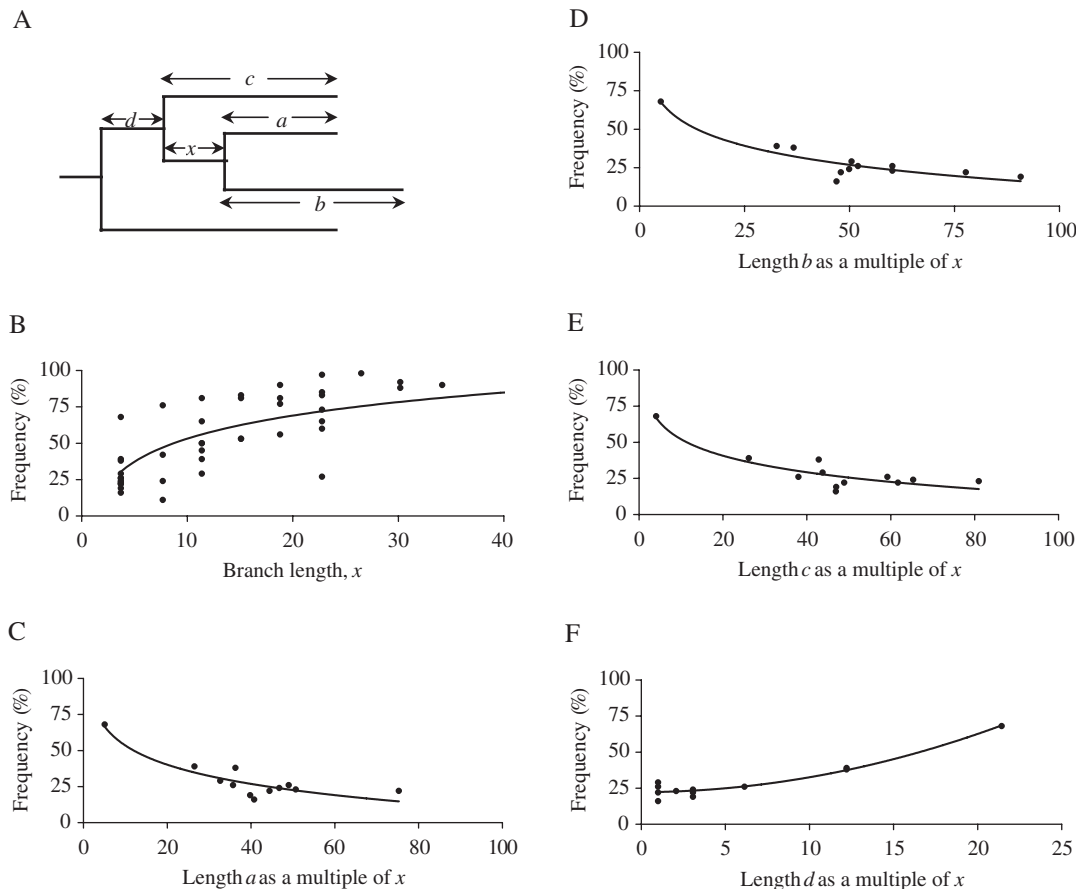 A
c
d
a
x
b
B
100
75
50
25
0
Frequency (%)
0 10 20 30 40
Branch length, x
C
100
75
50
25
0
Frequency (%)
0 20 40 60 80 100
Length a as a multiple of x
D
100
75
50
25
0
Frequency (%)
0 25 50 75 100
Length b as a multiple of x
E
100
75
50
25
0
Frequency (%)
0 20 40 60 80 100
Length c as a multiple of x
F
100
75
50
25
0
Frequency (%)
0 5 10 15 20 25
Length d as a multiple of x